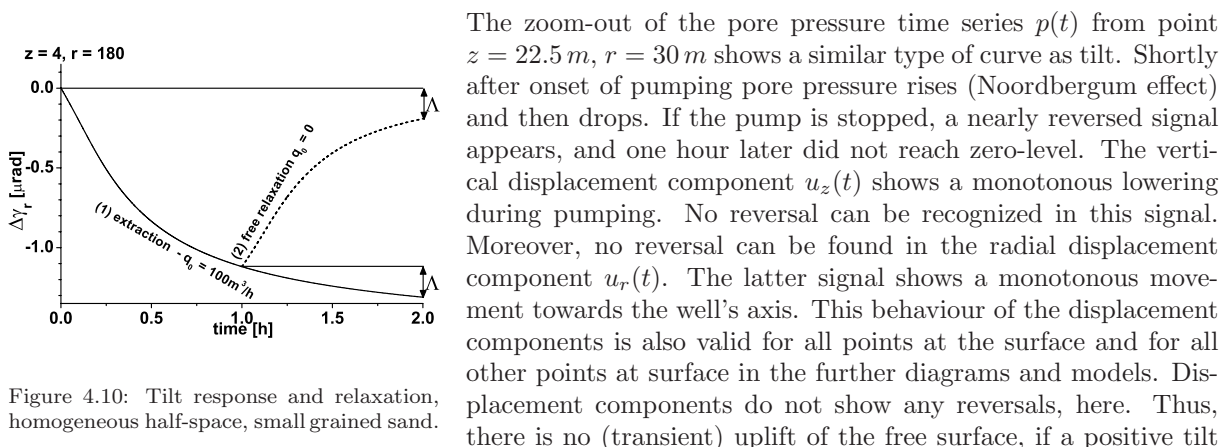 z = 4, r = 180
0.0
-0.5
-1.0
Δγr [μrad]
Λ
(2) free relaxation q0 = 0
(1) extraction - q0 = 100m³/h
Λ
0.0 0.5 1.0 1.5 2.0
time [h]
Figure 4.10: Tilt response and relaxation,
homogeneous half-space, small grained sand.
The zoom-out of the pore pressure time series p(t) from point
z = 22.5 m, r = 30 m shows a similar type of curve as tilt. Shortly
after onset of pumping pore pressure rises (Noordbergum effect)
and then drops. If the pump is stopped, a nearly reversed signal
appears, and one hour later did not reach zero-level. The verti-
cal displacement component uz(t) shows a monotonous lowering
during pumping. No reversal can be recognized in this signal.
Moreover, no reversal can be found in the radial displacement
component ur(t). The latter signal shows a monotonous move-
ment towards the well's axis. This behaviour of the displacement
components is also valid for all points at the surface and for all
other points at surface in the further diagrams and models. Dis-
placement components do not show any reversals, here. Thus,
there is no (transient) uplift of the free surface, if a positive tilt